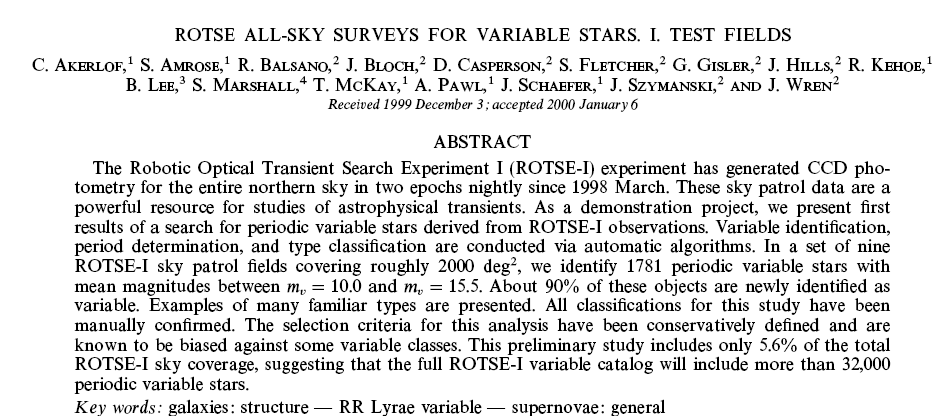 ROTSE ALL-SKY SURVEYS FOR VARIABLE STARS. I. TEST FIELDS
C. AKERLOF,¹ S. AMROSE,¹ R. BALSANO,² J. BLOCH,² D. CASPERSON,² S. FLETCHER,² G. GISLER,² J. HILLS,² R. KEHOE,¹
B. LEE,³ S. MARSHALL,⁴ T. MCKAY,¹ A. PAWL,¹ J. SCHAEFER,¹ J. SZYMANSKI,² AND J. WREN²
Received 1999 December 3; accepted 2000 January 6
ABSTRACT
The Robotic Optical Transient Search Experiment I (ROTSE-I) experiment has generated CCD pho-
tometry for the entire northern sky in two epochs nightly since 1998 March. These sky patrol data are a
powerful resource for studies of astrophysical transients. As a demonstration project, we present first
results of a search for periodic variable stars derived from ROTSE-I observations. Variable identification,
period determination, and type classification are conducted via automatic algorithms. In a set of nine
ROTSE-I sky patrol fields covering roughly 2000 deg², we identify 1781 periodic variable stars with
mean magnitudes between mᵥ = 10.0 and mᵥ = 15.5. About 90% of these objects are newly identified as
variable. Examples of many familiar types are presented. All classifications for this study have been
manually confirmed. The selection criteria for this analysis have been conservatively defined and are
known to be biased against some variable classes. This preliminary study includes only 5.6% of the total
ROTSE-I sky coverage, suggesting that the full ROTSE-I variable catalog will include more than 32,000
periodic variable stars.
Key words: galaxies: structure — RR Lyrae variable — supernovae: general